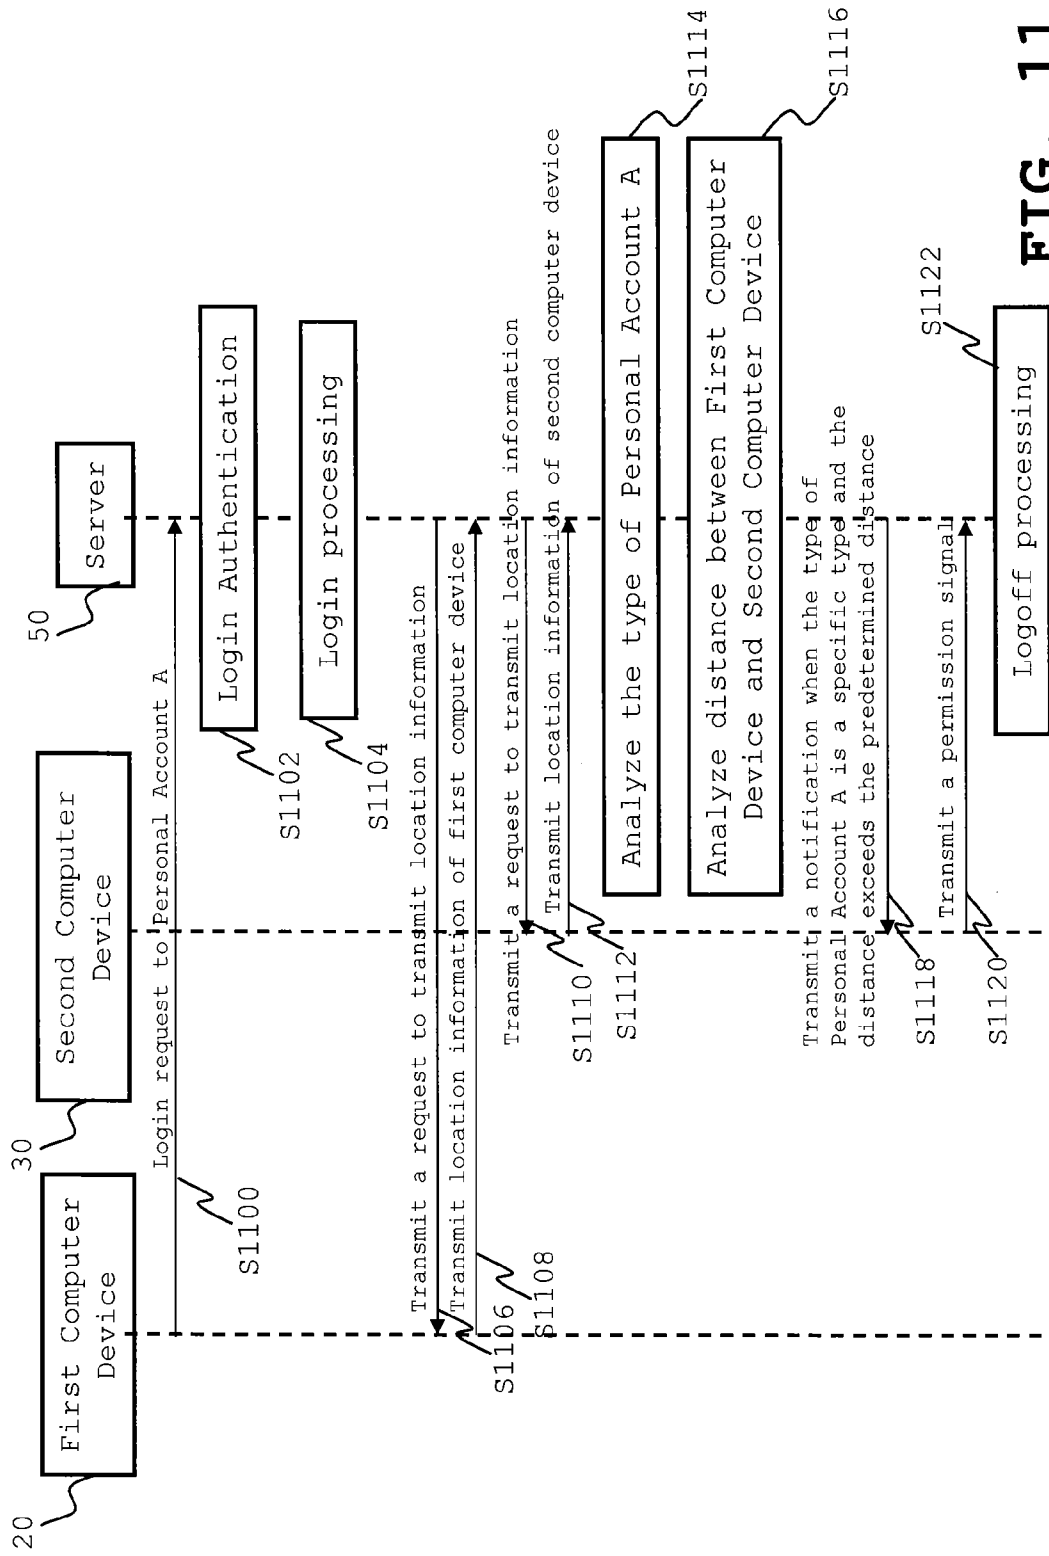 20
First Computer
Device
30
Second Computer
Device
50
Server
Login request to Personal Account A
S1100
Login Authentication
S1102
Login processing
S1104
Transmit a request to transmit location information
S1106
Transmit location information of first computer device
S1108
Transmit a request to transmit location information
S1110
Transmit location information of second computer device
S1112
Analyze the type of Personal Account A
S1114
Analyze distance between First Computer
Device and Second Computer Device
S1116
Transmit a notification when the type of
Personal Account A is a specific type and the
distance exceeds the predetermined distance
S1118
Transmit a permission signal
S1120
Logoff processing
S1122
FIG. 11